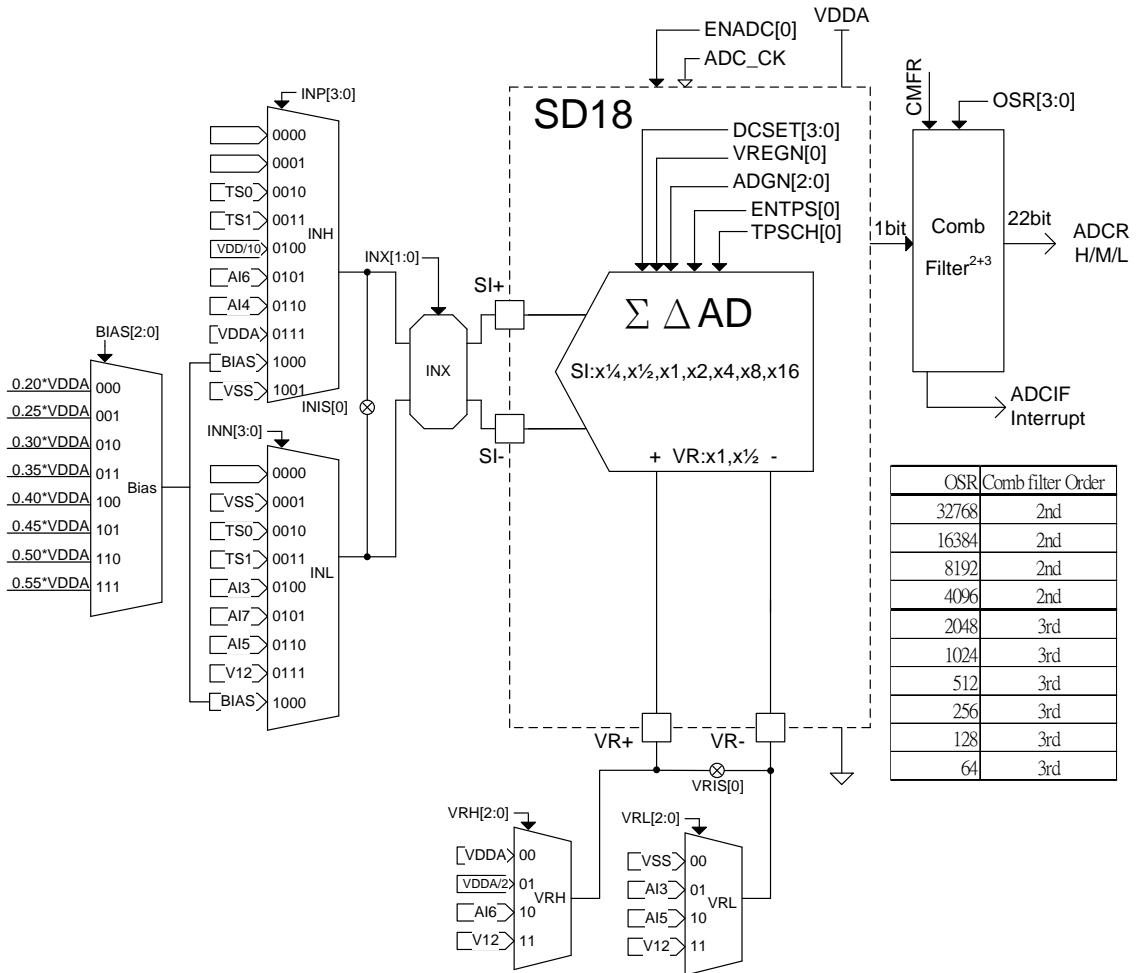 ENADC[0]
VDDA
ADC_CK
SD18
DCSET[3:0]
VREGN[0]
ADGN[2:0]
ENTPS[0]
TPSCH[0]
CMFR
OSR[3:0]
1bit
Comb
Filter2+3
22bit
ADCR
H/M/L
ADCIF
Interrupt
INP[3:0]
0000
0001
TS0 0010
TS1 0011
VDD/10 0100
AI6 0101
AI4 0110
VDDA 0111
BIAS 1000
VSS 1001
INH
INX[1:0]
INX
SI+
SI-
Σ Δ AD
SI:x¼,x½,x1,x2,x4,x8,x16
+ VR:x1,x½ -
BIAS[2:0]
0.20*VDDA 000
0.25*VDDA 001
0.30*VDDA 010
0.35*VDDA 011
0.40*VDDA 100
0.45*VDDA 101
0.50*VDDA 110
0.55*VDDA 111
Bias
INIS[0]
INN[3:0]
0000
VSS 0001
TS0 0010
TS1 0011
AI3 0100
AI7 0101
AI5 0110
V12 0111
BIAS 1000
INL
OSR Comb filter Order
32768 2nd
16384 2nd
8192 2nd
4096 2nd
2048 3rd
1024 3rd
512 3rd
256 3rd
128 3rd
64 3rd
VR+
VR-
VRIS[0]
VRH[2:0]
VDDA 00
VDDA/2 01
AI6 10
V12 11
VRH
VRL[2:0]
VSS 00
AI3 01
AI5 10
V12 11
VRL